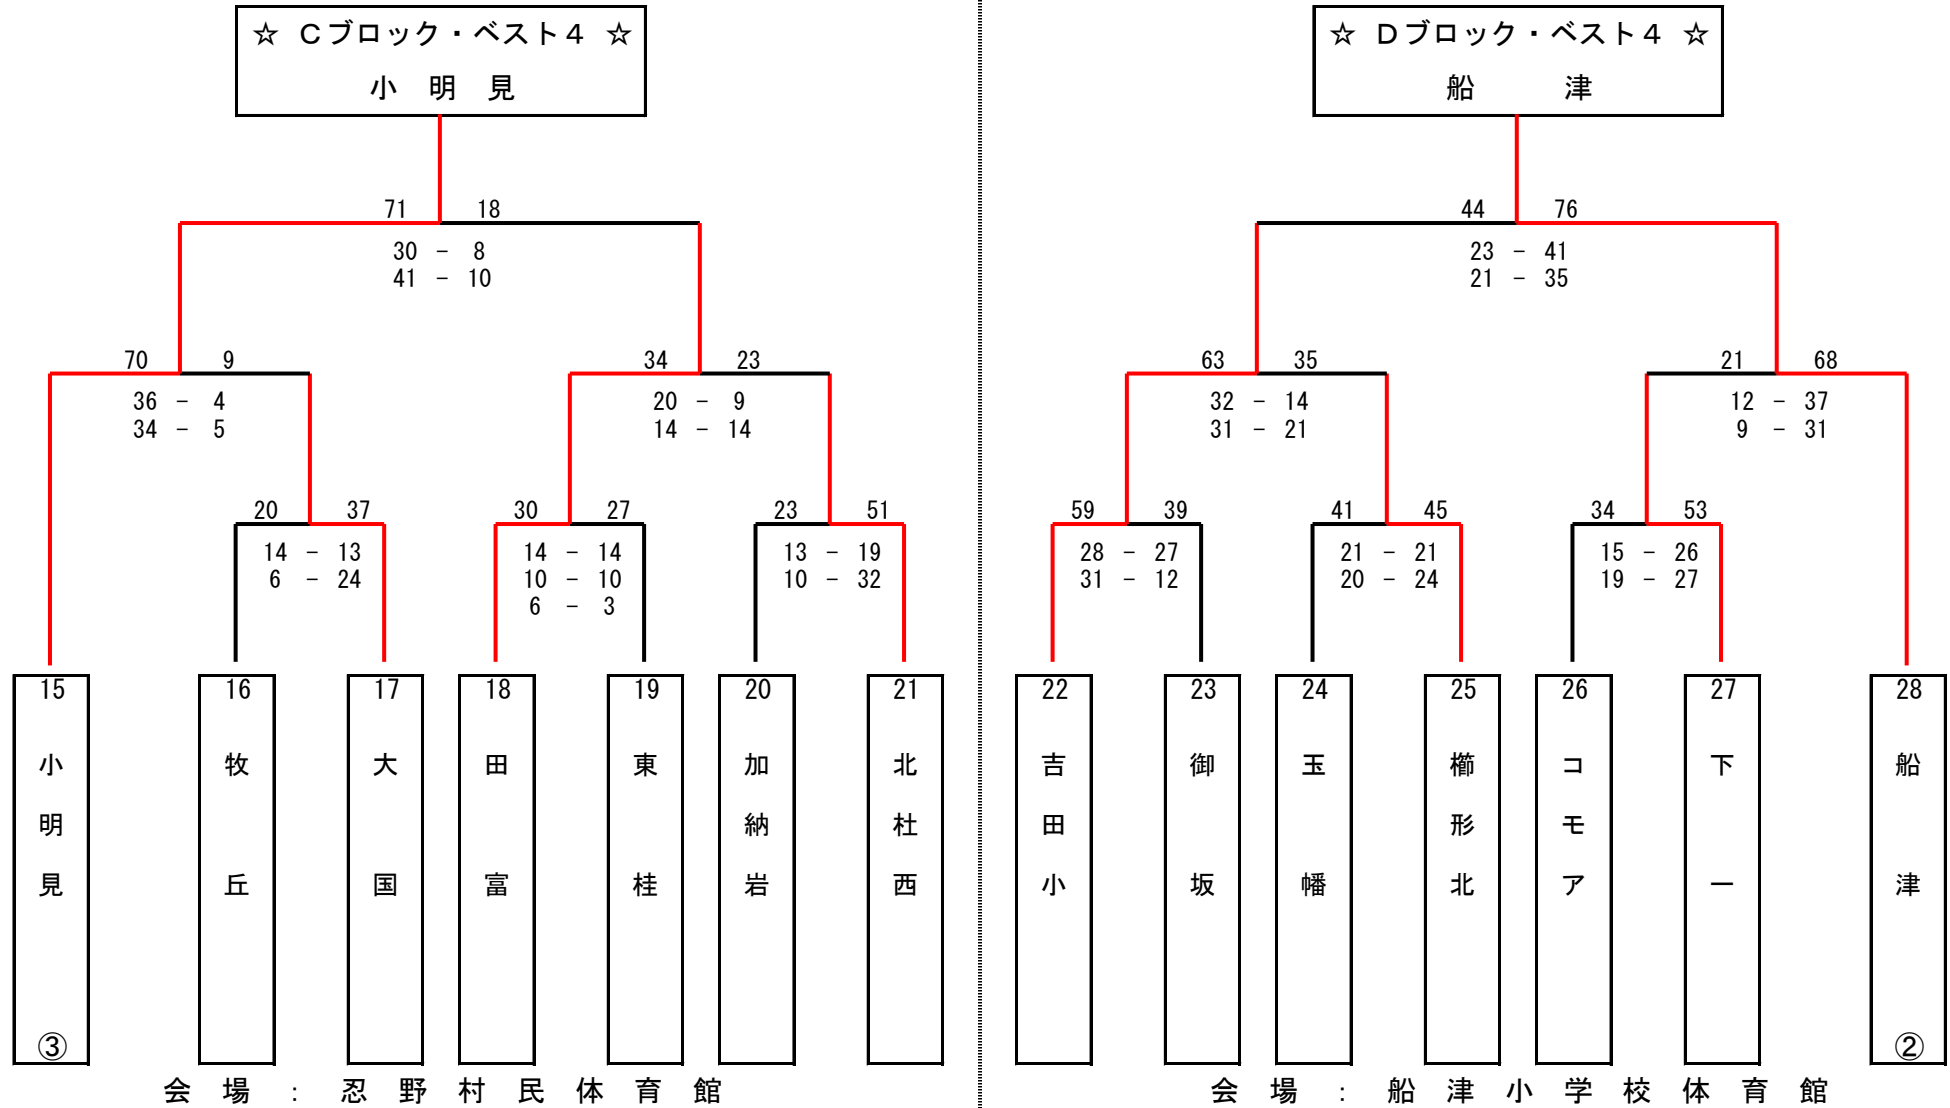 ☆ Cブロック・ベスト4 ☆
小 明 見
71 18
30 - 8
41 - 10
70 9
36 - 4
34 - 5
34 23
20 - 9
14 - 14
20 37
14 - 13
6 - 24
30 27
14 - 14
10 - 10
6 - 3
23 51
13 - 19
10 - 32
15
小明見
③
16
牧丘
17
大国
18
田富
19
東桂
20
加納岩
21
北杜西
会 場 : 忍 野 村 民 体 育 館
☆ Dブロック・ベスト4 ☆
船 津
44 76
23 - 41
21 - 35
63 35
32 - 14
31 - 21
21 68
12 - 37
9 - 31
59 39
28 - 27
31 - 12
41 45
21 - 21
20 - 24
34 53
15 - 26
19 - 27
22
吉田小
23
御坂
24
玉幡
25
櫛形北
26
コモア
27
下一
28
船津
②
会 場 : 船 津 小 学 校 体 育 館